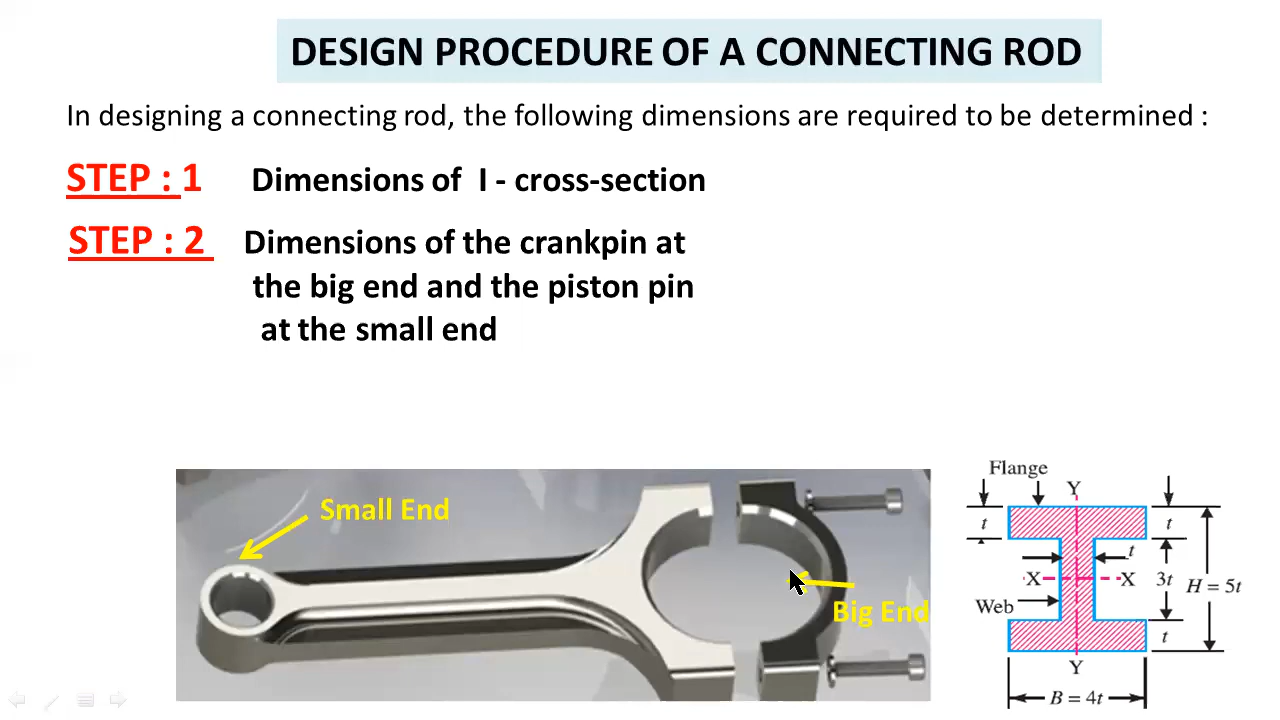 DESIGN PROCEDURE OF A CONNECTING ROD
In designing a connecting rod, the following dimensions are required to be determined :
STEP : 1 Dimensions of I - cross-section
STEP : 2 Dimensions of the crankpin at
the big end and the piston pin
at the small end
Small End
Big End
Flange
Y
t
t
t
X
X
3t
H = 5t
Web
t
Y
B = 4t